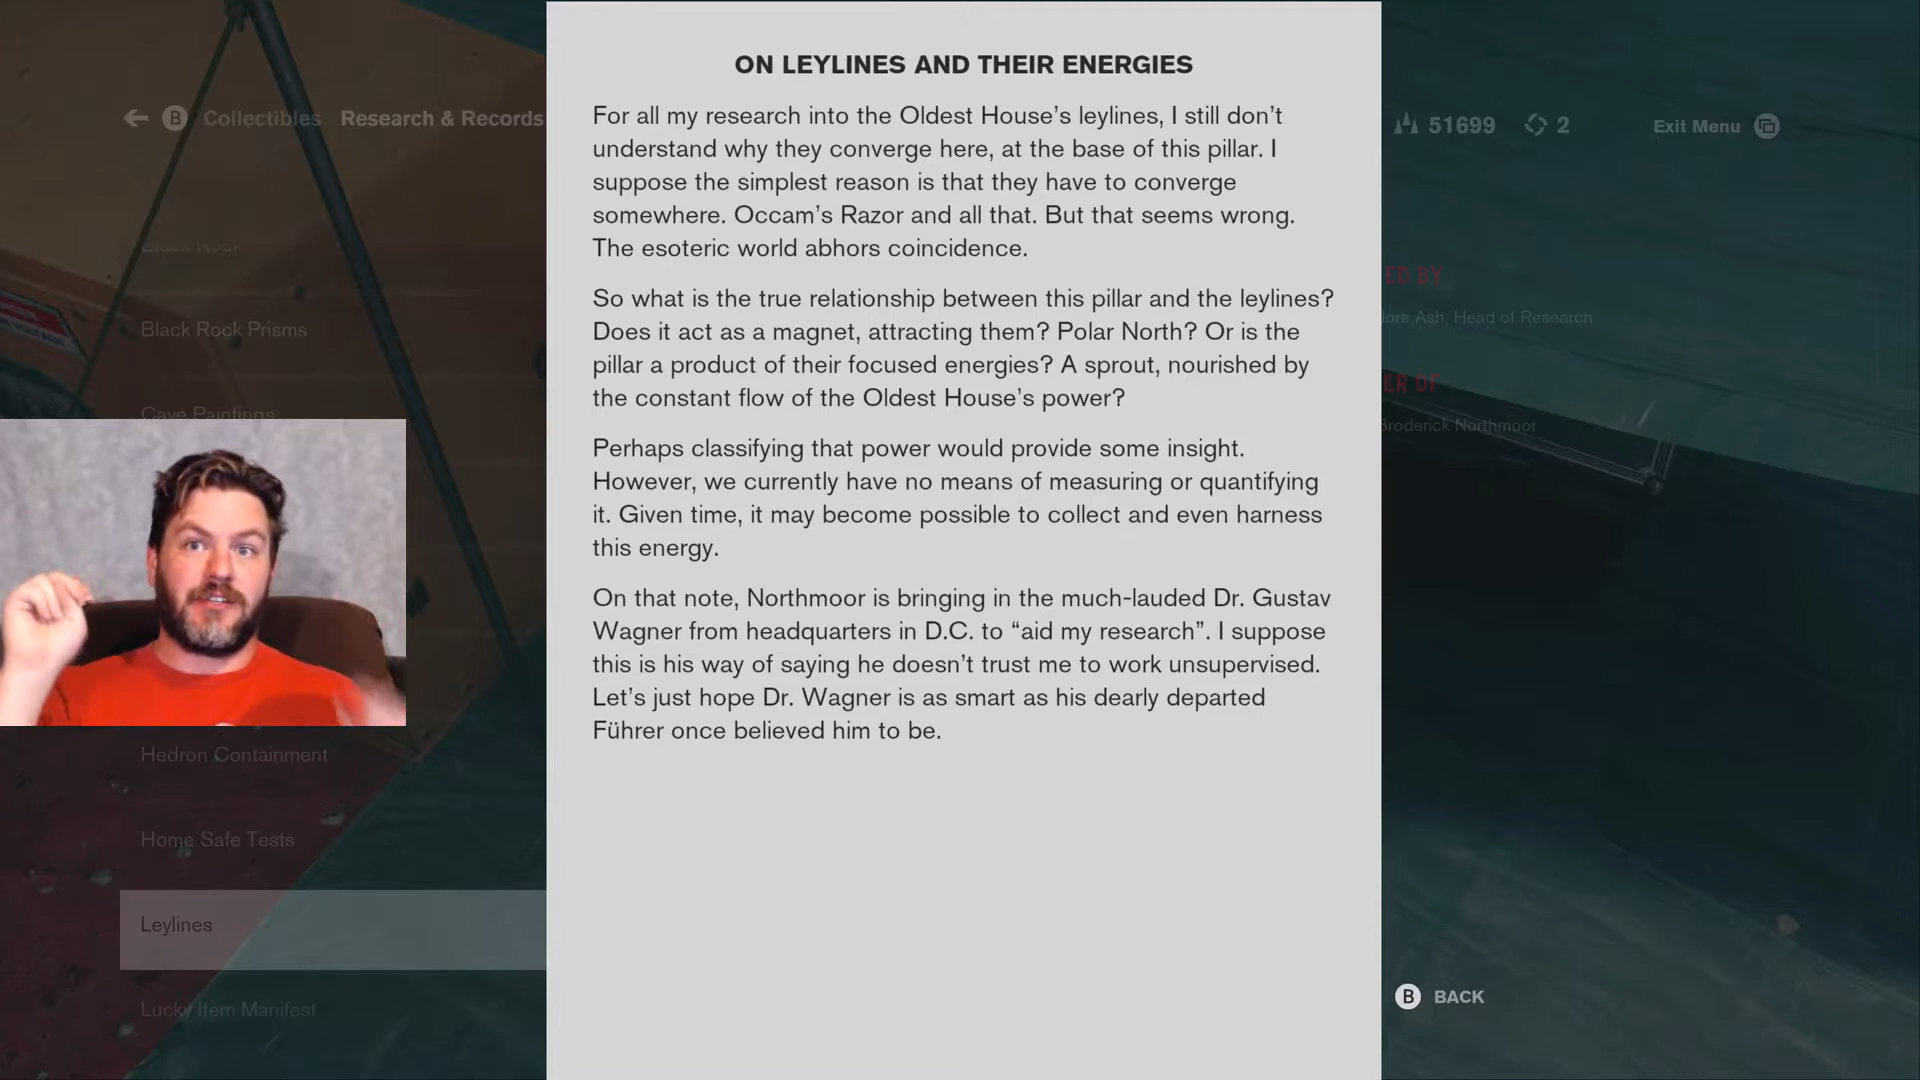 ON LEYLINES AND THEIR ENERGIES
B Collectibles Research & Records
51699 2 Exit Menu
For all my research into the Oldest House’s leylines, I still don’t
understand why they converge here, at the base of this pillar. I
suppose the simplest reason is that they have to converge
somewhere. Occam’s Razor and all that. But that seems wrong.
The esoteric world abhors coincidence.
So what is the true relationship between this pillar and the leylines?
Does it act as a magnet, attracting them? Polar North? Or is the
pillar a product of their focused energies? A sprout, nourished by
the constant flow of the Oldest House’s power?
Perhaps classifying that power would provide some insight.
However, we currently have no means of measuring or quantifying
it. Given time, it may become possible to collect and even harness
this energy.
On that note, Northmoor is bringing in the much-lauded Dr. Gustav
Wagner from headquarters in D.C. to “aid my research”. I suppose
this is his way of saying he doesn’t trust me to work unsupervised.
Let’s just hope Dr. Wagner is as smart as his dearly departed
Führer once believed him to be.
Black Rock
Black Rock Prisms
Cave Paintings
Hedron Containment
Home Safe Tests
Leylines
Lucky Item Manifest
ED BY
lore Ash, Head of Research
ER OF
Broderick Northmoor
B BACK